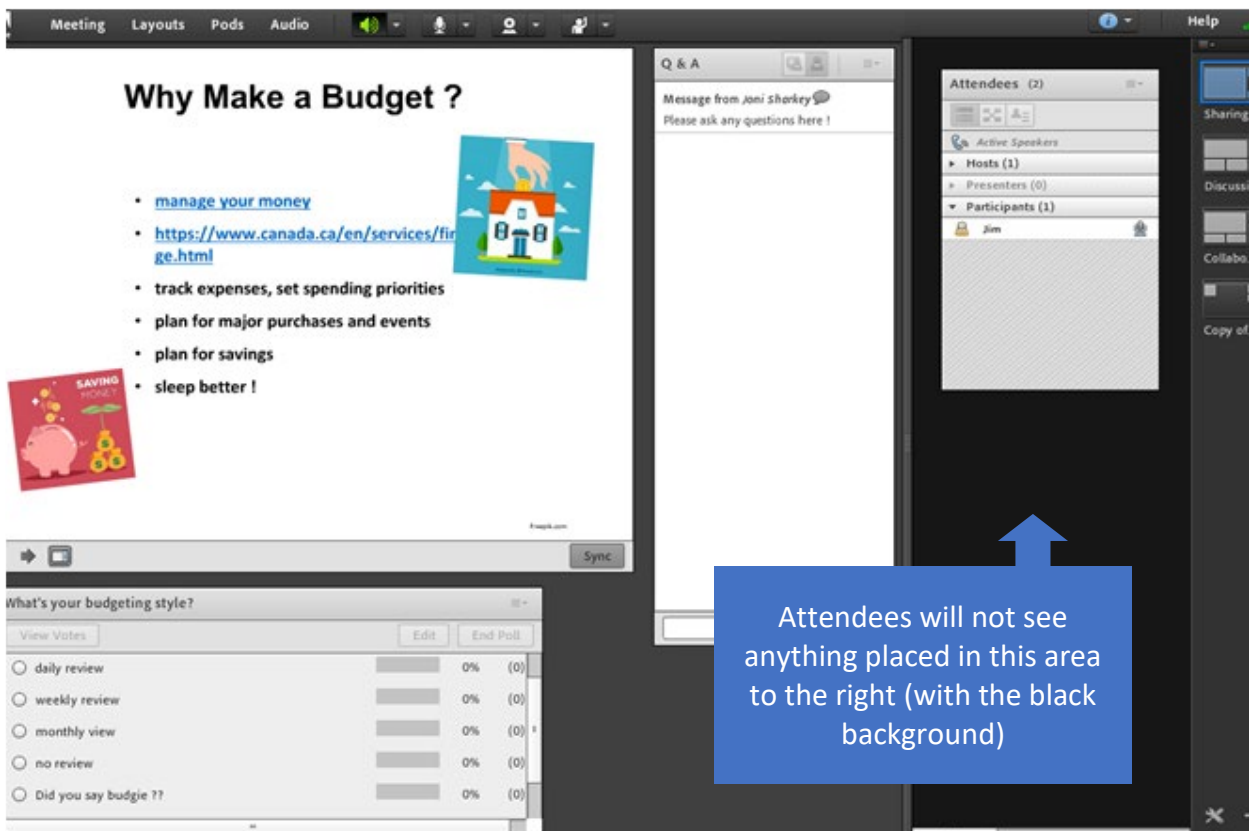 Meeting Layouts Pods Audio Help
Why Make a Budget ?
• manage your money
• https://www.canada.ca/en/services/fin
ge.html
• track expenses, set spending priorities
• plan for major purchases and events
• plan for savings
• sleep better !
SAVING
MONEY
freepik.com
Sync
What's your budgeting style?
View Votes Edit End Poll
daily review 0% (0)
weekly review 0% (0)
monthly view 0% (0)
no review 0% (0)
Did you say budgie ?? 0% (0)
Q & A
Message from Joni Sharkey
Please ask any questions here !
Attendees (2)
Active Speakers
Hosts (1)
Presenters (0)
Participants (1)
Jim
Sharing
Discussi
Collabo.
Copy of
Attendees will not see
anything placed in this area
to the right (with the black
background)